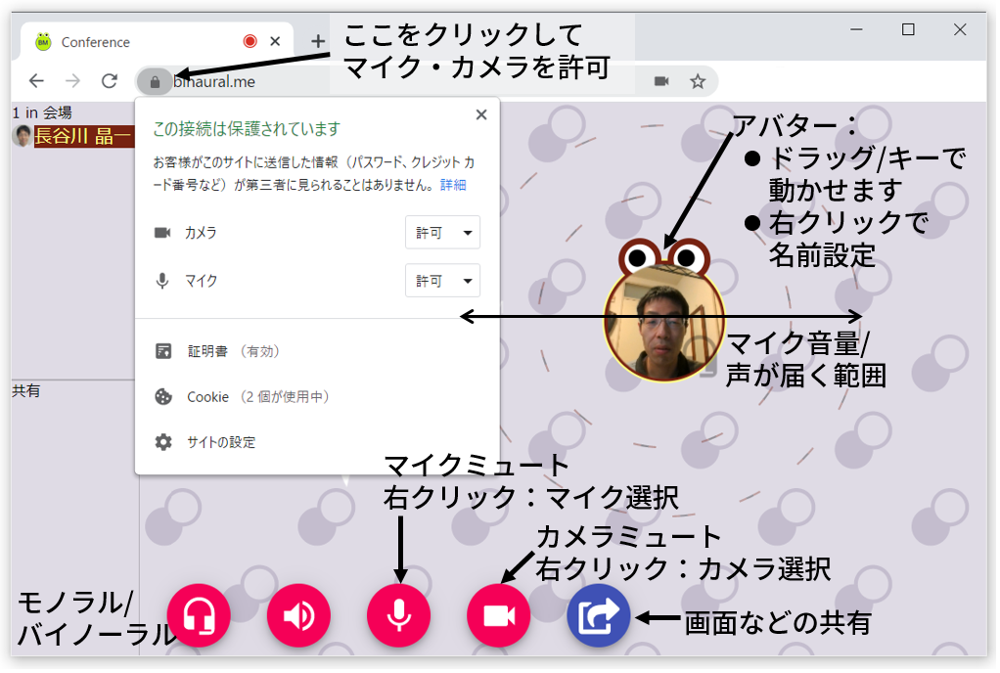 Conference
ここをクリックして
マイク・カメラを許可
binaural.me
1 in 会場
長谷川 晶一
この接続は保護されています
お客様がこのサイトに送信した情報（パスワード、クレジット カ
ード番号など）が第三者に見られることはありません。 詳細
カメラ
許可
マイク
許可
証明書 （有効）
Cookie （2 個が使用中）
サイトの設定
共有
アバター：
● ドラッグ/キーで
動かせます
● 右クリックで
名前設定
マイク音量/
声が届く範囲
マイクミュート
右クリック：マイク選択
カメラミュート
右クリック：カメラ選択
モノラル/
バイノーラル
画面などの共有